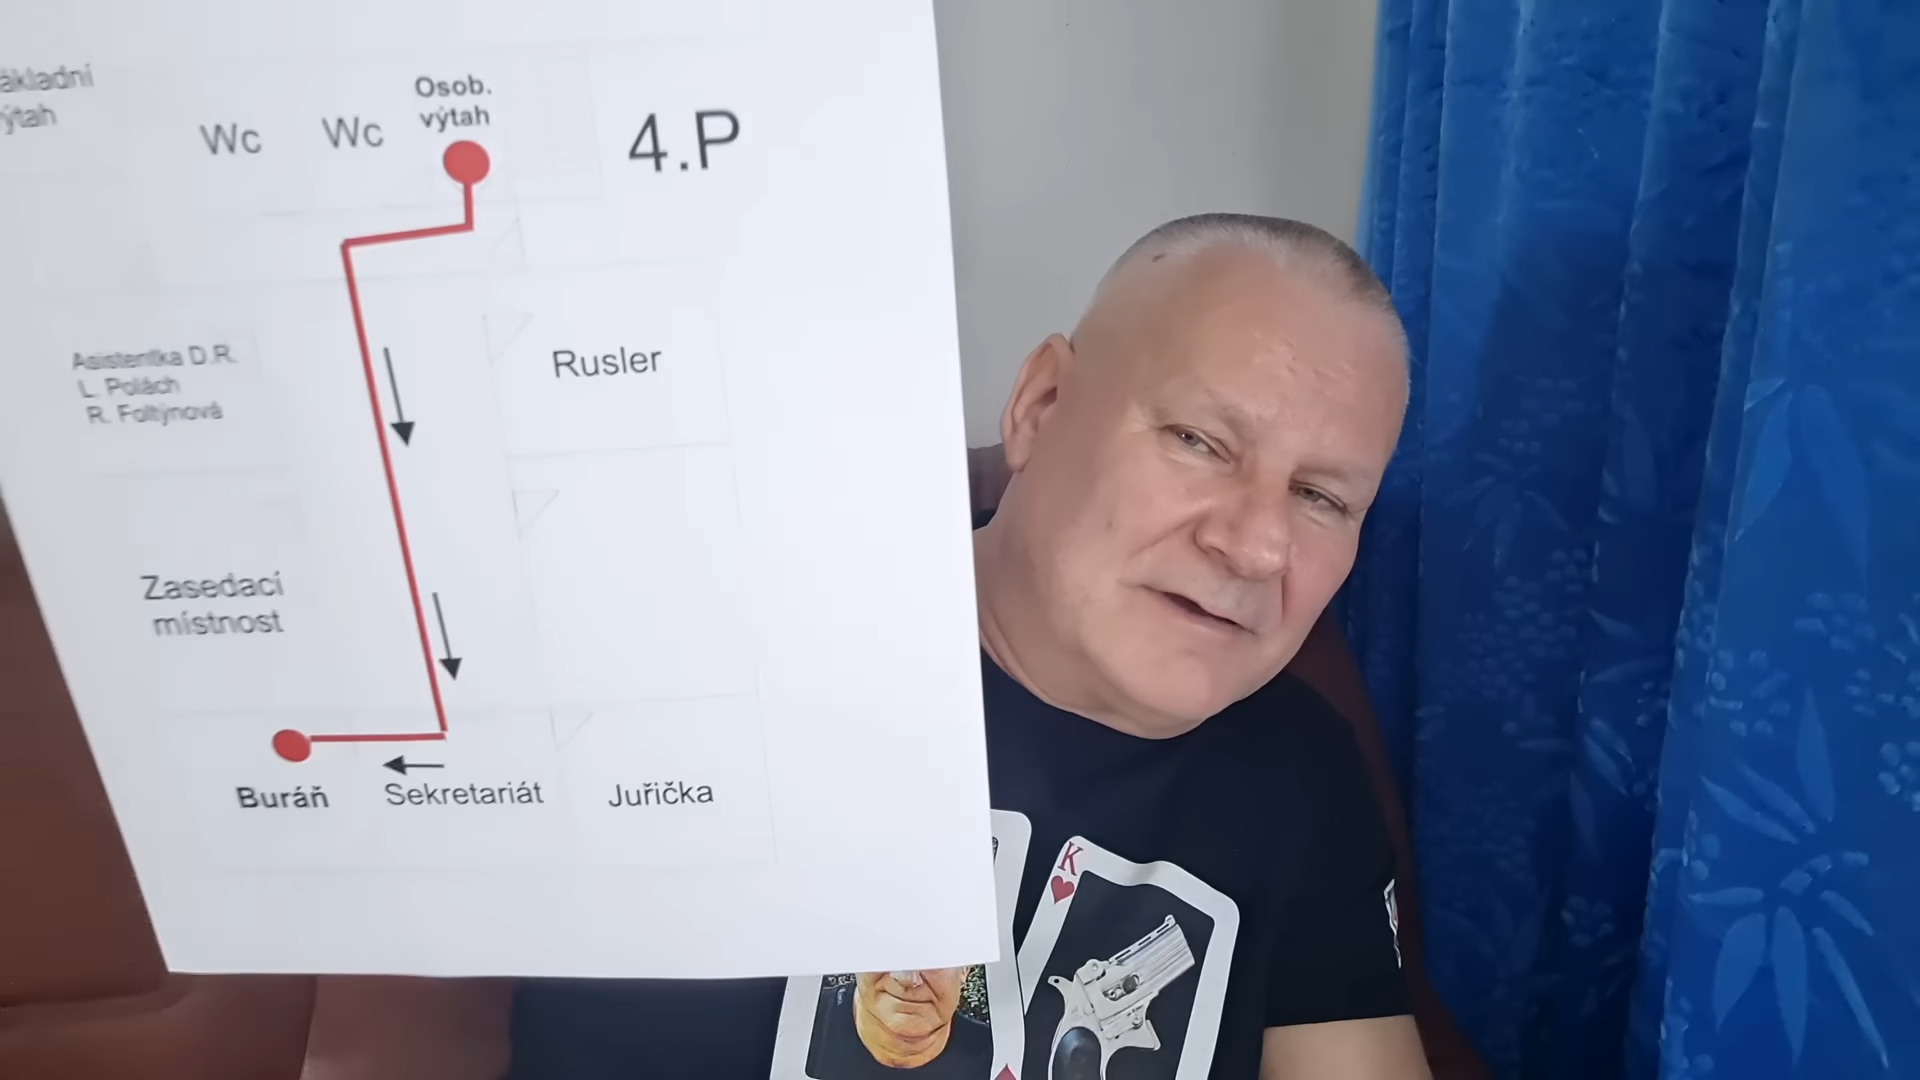 Osob.
výtah
Wc
Wc
4.P
Rusler
Asistentka D.R.
L. Polách
R. Foltýnová
Zasedací
místnost
Buráň
Sekretariát
Juřička
K